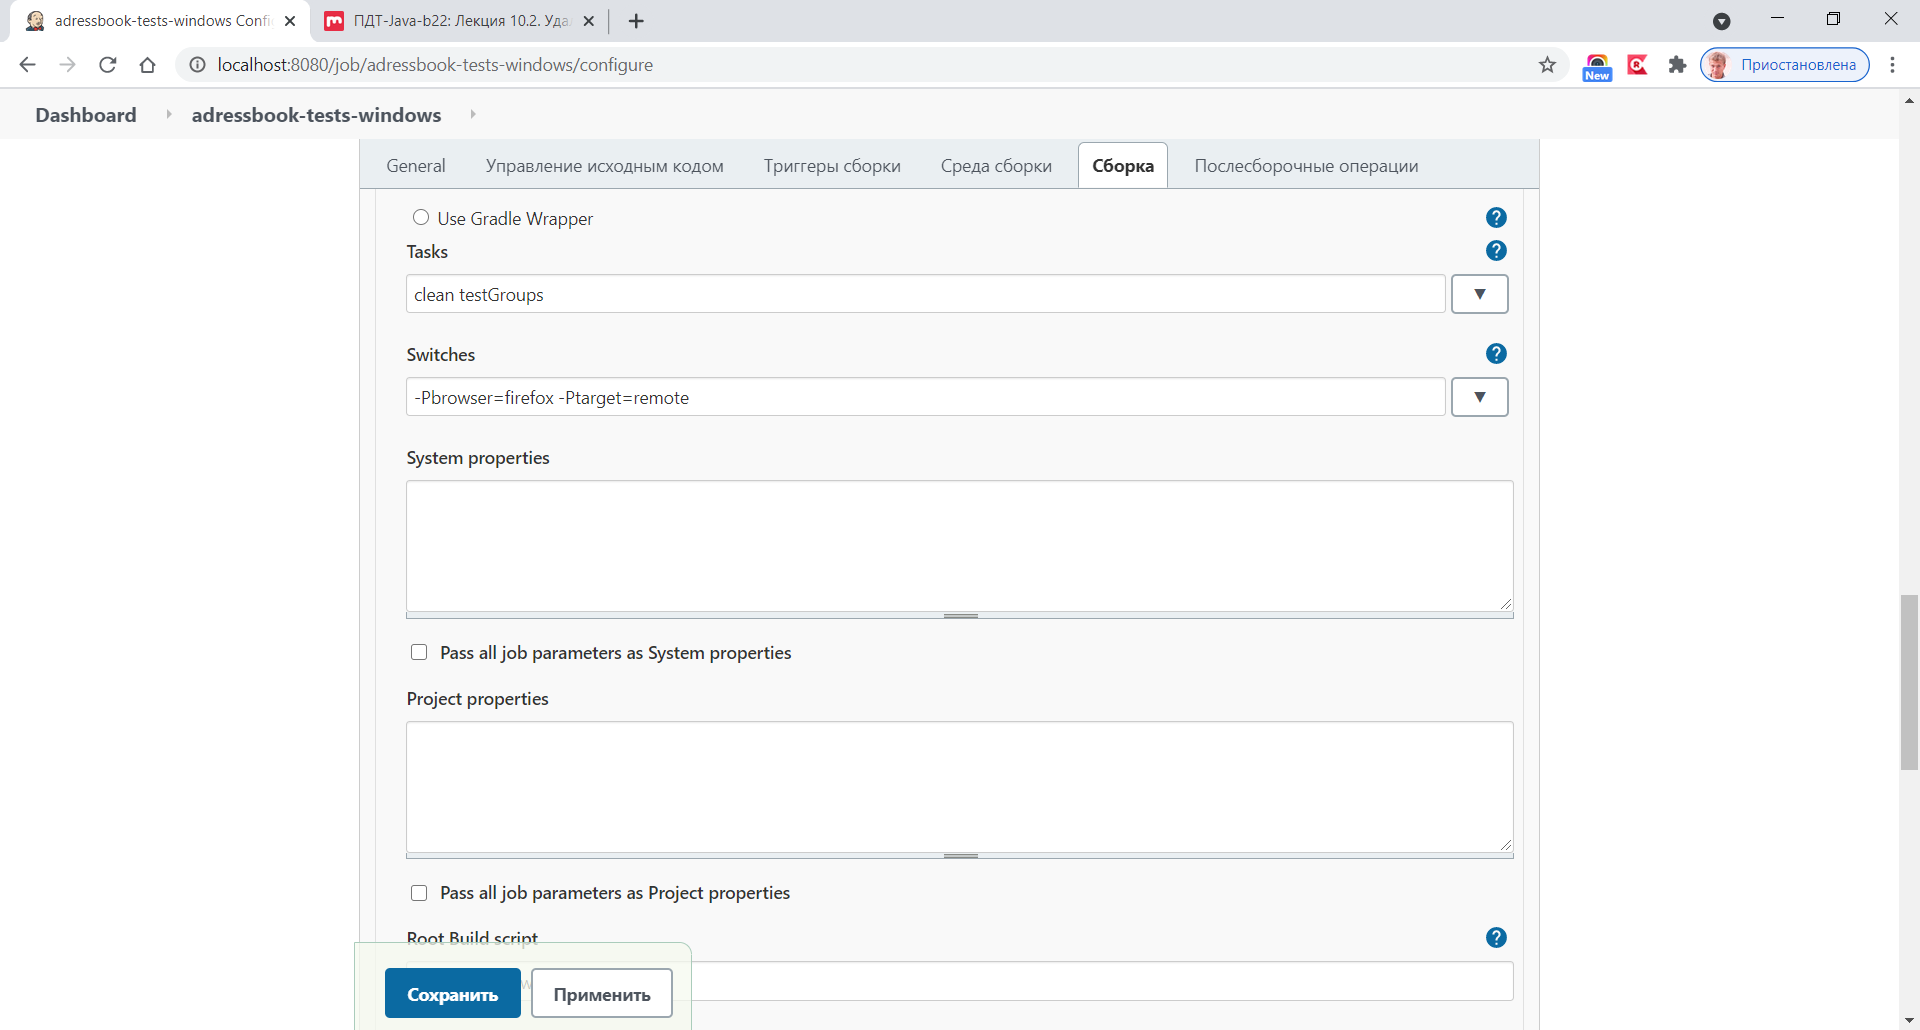 adressbook-tests-windows Confi
ПДТ-Java-b22: Лекция 10.2. Уда
localhost:8080/job/adressbook-tests-windows/configure
New
Приостановлена
Dashboard
adressbook-tests-windows
General
Управление исходным кодом
Триггеры сборки
Среда сборки
Сборка
Послесборочные операции
Use Gradle Wrapper
?
Tasks
?
clean testGroups
Switches
?
-Pbrowser=firefox -Ptarget=remote
System properties
Pass all job parameters as System properties
Project properties
Pass all job parameters as Project properties
Root Build script
?
Сохранить
Применить